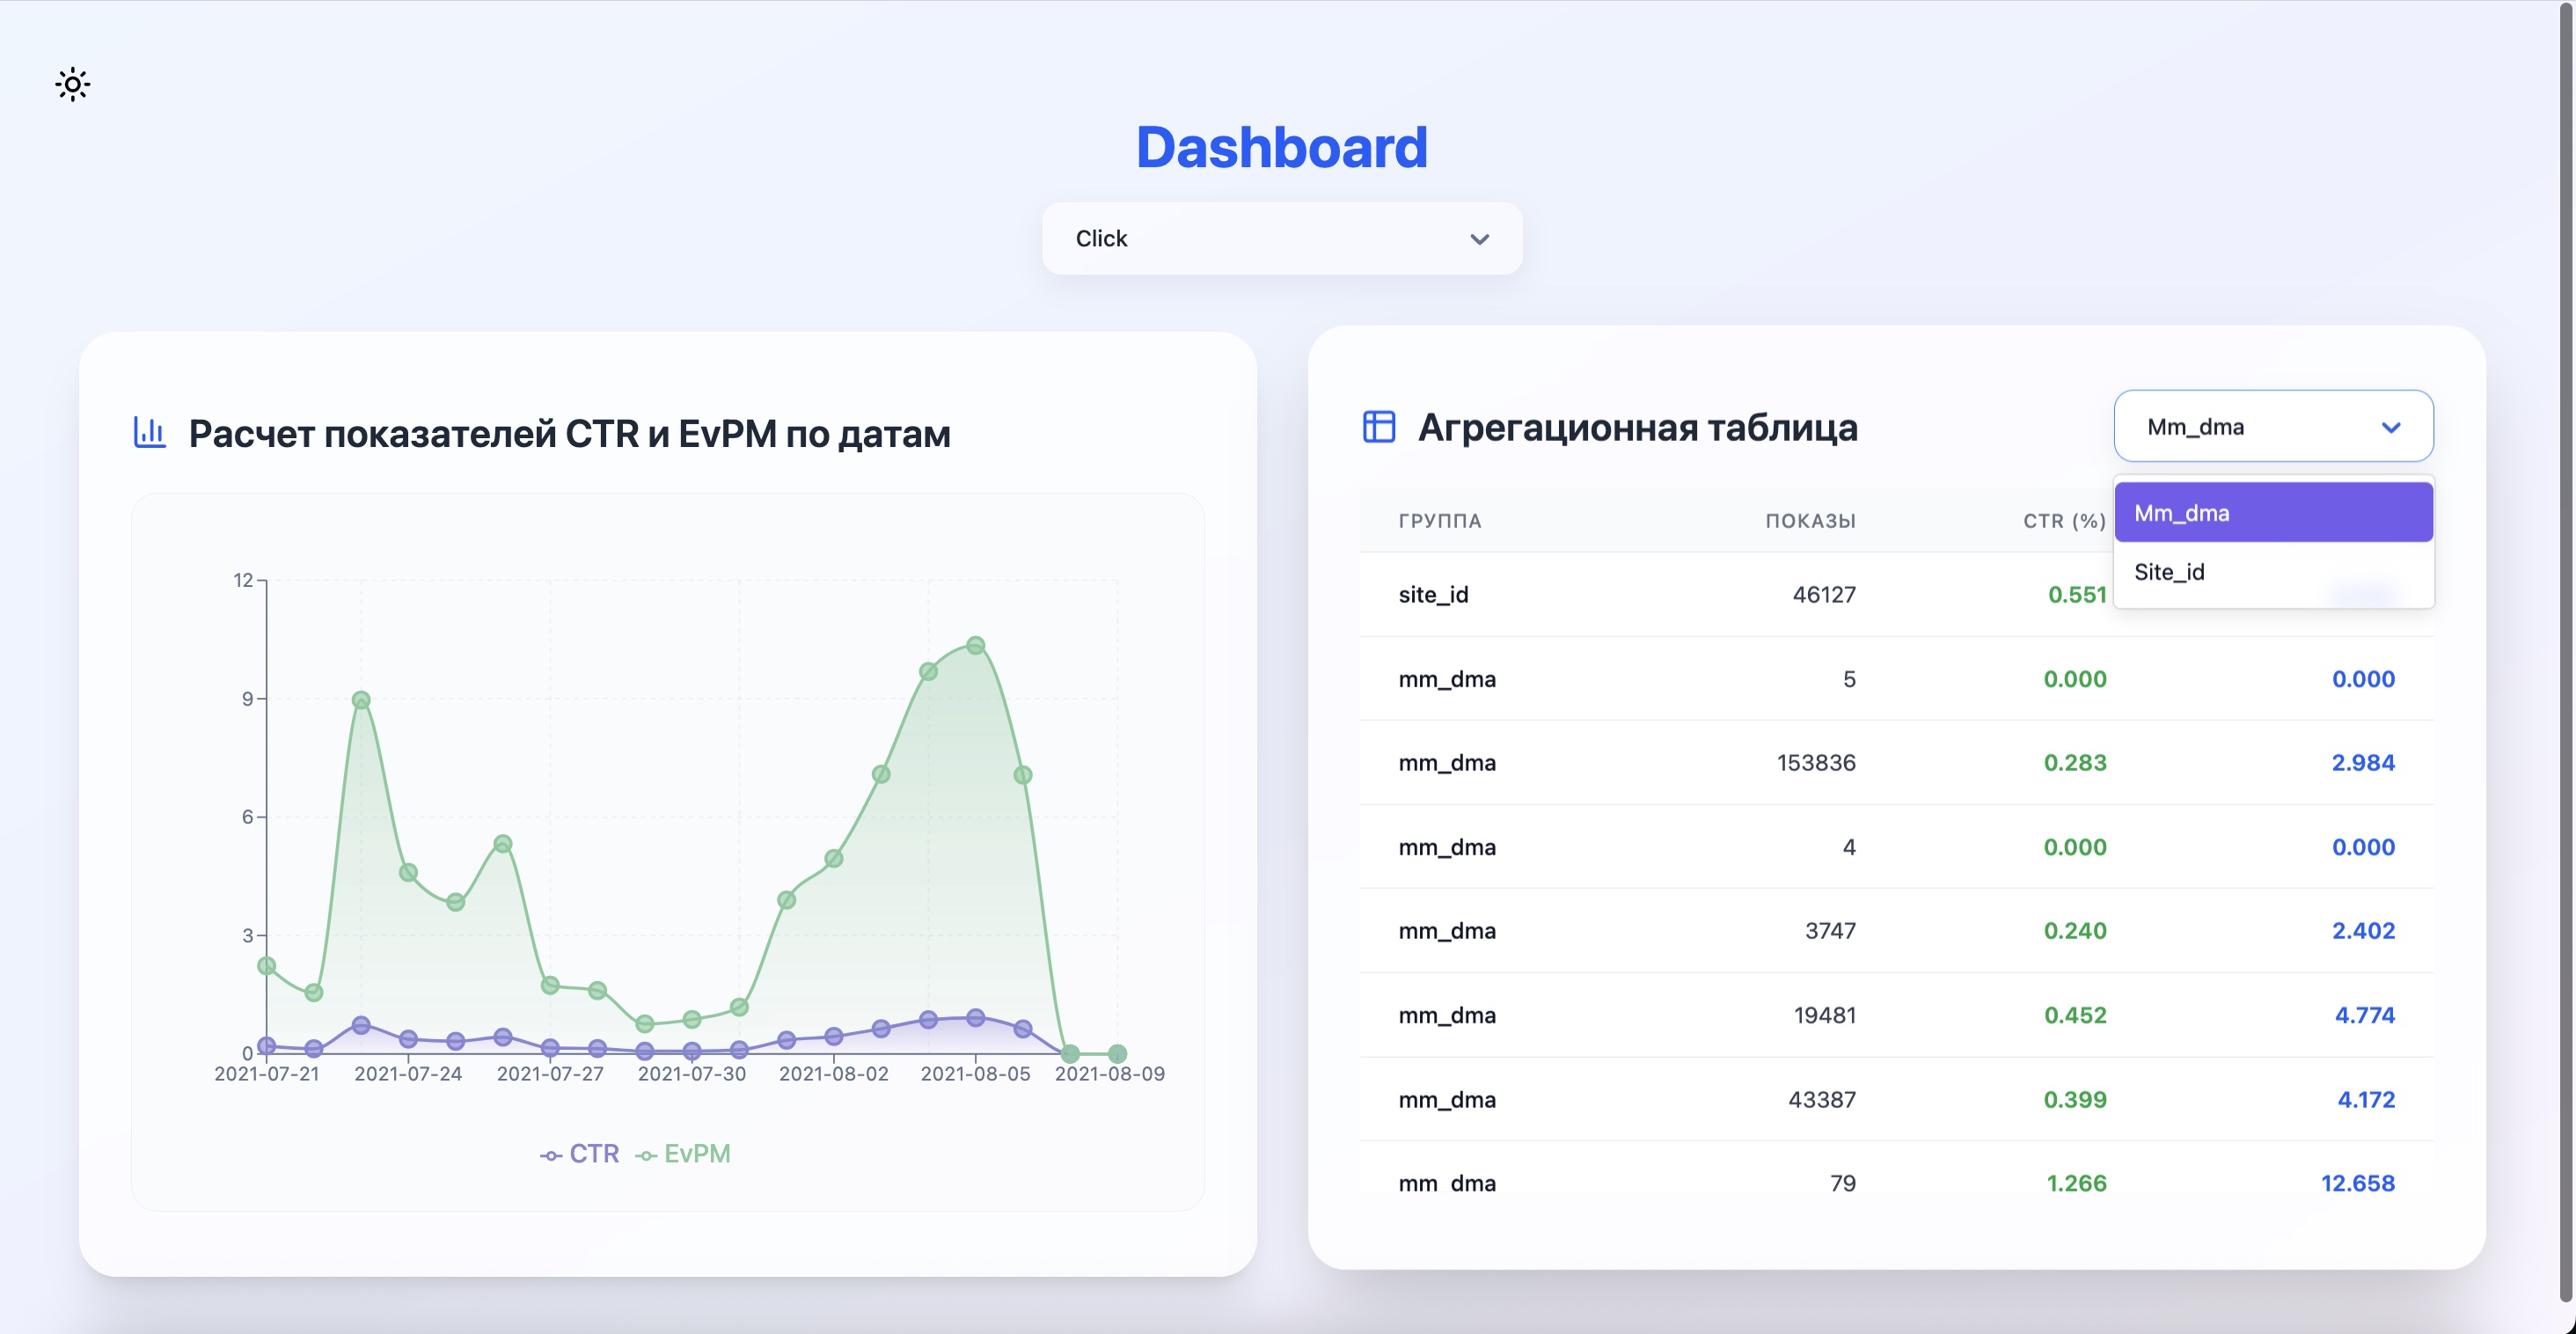 Dashboard
Click
Расчет показателей CTR и EvPM по датам
12
9
6
3
0
2021-07-21 2021-07-24 2021-07-27 2021-07-30 2021-08-02 2021-08-05 2021-08-09
CTR EvPM
Агрегационная таблица
Mm_dma
Mm_dma
Site_id
ГРУППА ПОКАЗЫ CTR (%)
site_id 46127 0.551
mm_dma 5 0.000 0.000
mm_dma 153836 0.283 2.984
mm_dma 4 0.000 0.000
mm_dma 3747 0.240 2.402
mm_dma 19481 0.452 4.774
mm_dma 43387 0.399 4.172
mm_dma 79 1.266 12.658